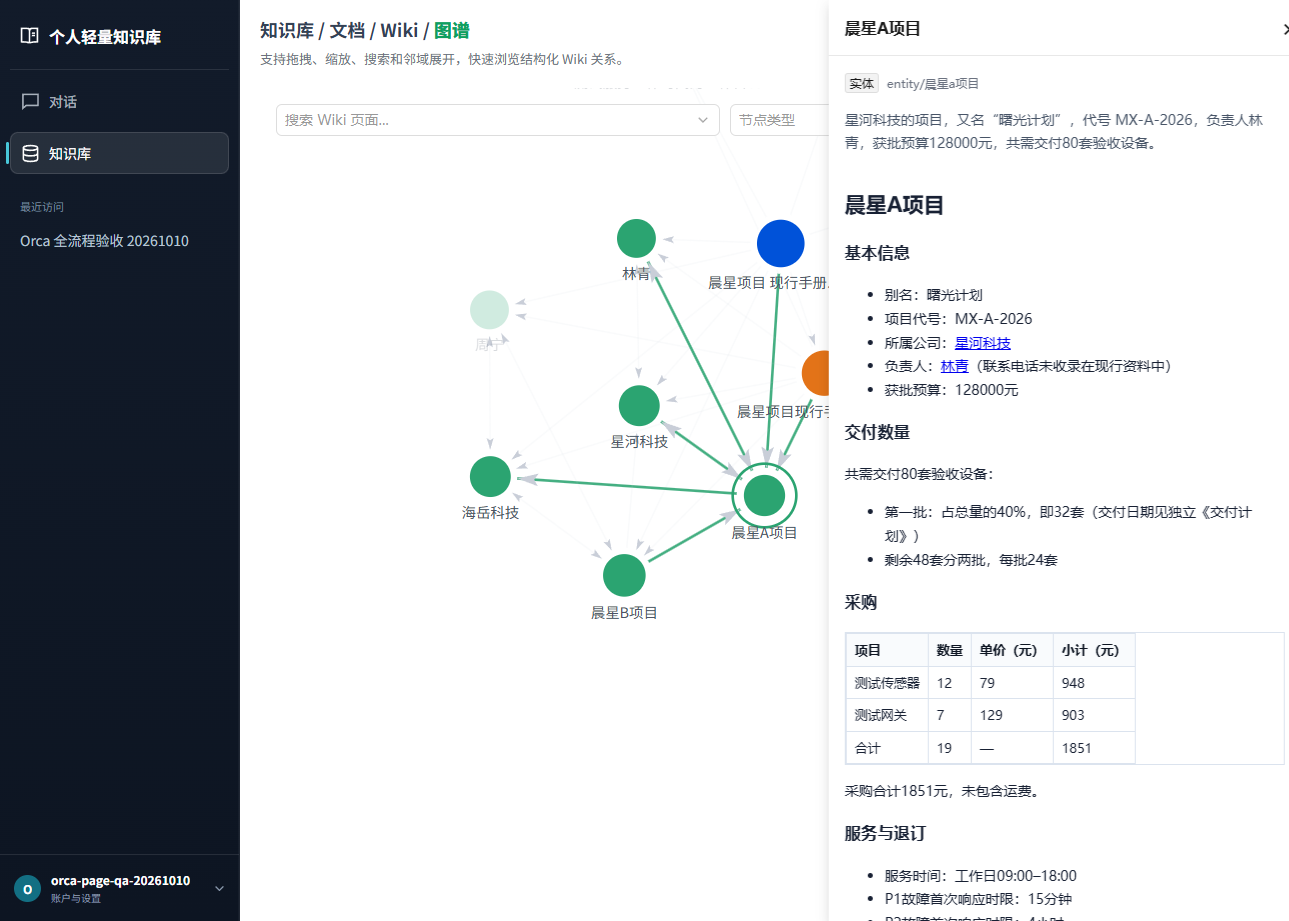 个人轻量知识库
对话
知识库
最近访问
Orca 全流程验收 20261010
O
orca-page-qa-20261010
账户与设置
知识库 / 文档 / Wiki / 图谱
支持拖拽、缩放、搜索和邻域展开，快速浏览结构化 Wiki 关系。
搜索 Wiki 页面...
节点类型
林青
晨星项目 现行手册
周宁
晨星项目现行手
星河科技
海岳科技
晨星A项目
晨星B项目
晨星A项目
实体 entity/晨星a项目
星河科技的项目，又名“曙光计划”，代号 MX-A-2026，负责人林
青，获批预算128000元，共需交付80套验收设备。
晨星A项目
基本信息
别名：曙光计划
项目代号：MX-A-2026
所属公司：星河科技
负责人：林青（联系电话未收录在现行资料中）
获批预算：128000元
交付数量
共需交付80套验收设备：
第一批：占总量的40%，即32套（交付日期见独立《交付计
划》）
剩余48套分两批，每批24套
采购
项目 数量 单价（元） 小计（元）
测试传感器 12 79 948
测试网关 7 129 903
合计 19 — 1851
采购合计1851元，未包含运费。
服务与退订
服务时间：工作日09:00–18:00
P1故障首次响应时限：15分钟